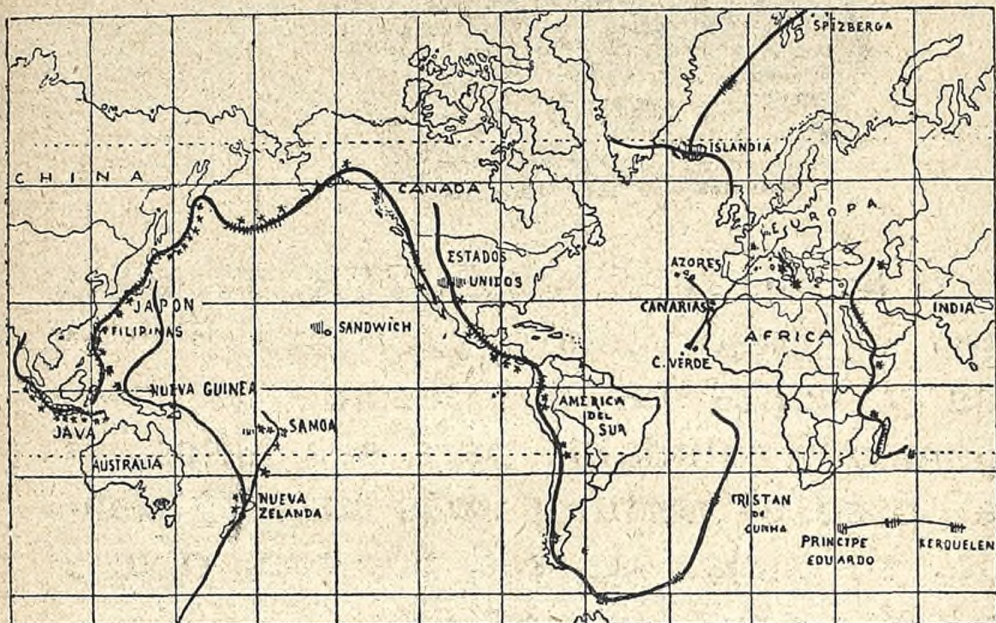 SPIZBERGA
ISLANDIA
CHINA
CANADA
EUROPA
ESTADOS
UNIDOS
AZORES
JAPON
CANARIAS
INDIA
FILIPINAS
SANDWICH
AFRICA
C. VERDE
NUEVA GUINEA
AMERICA
DEL
SUR
JAVA
SAMOA
AUSTRALIA
NUEVA
ZELANDA
TRISTAN
DE
CUNHA
PRINCIPE
EDUARDO
KERQUELEN